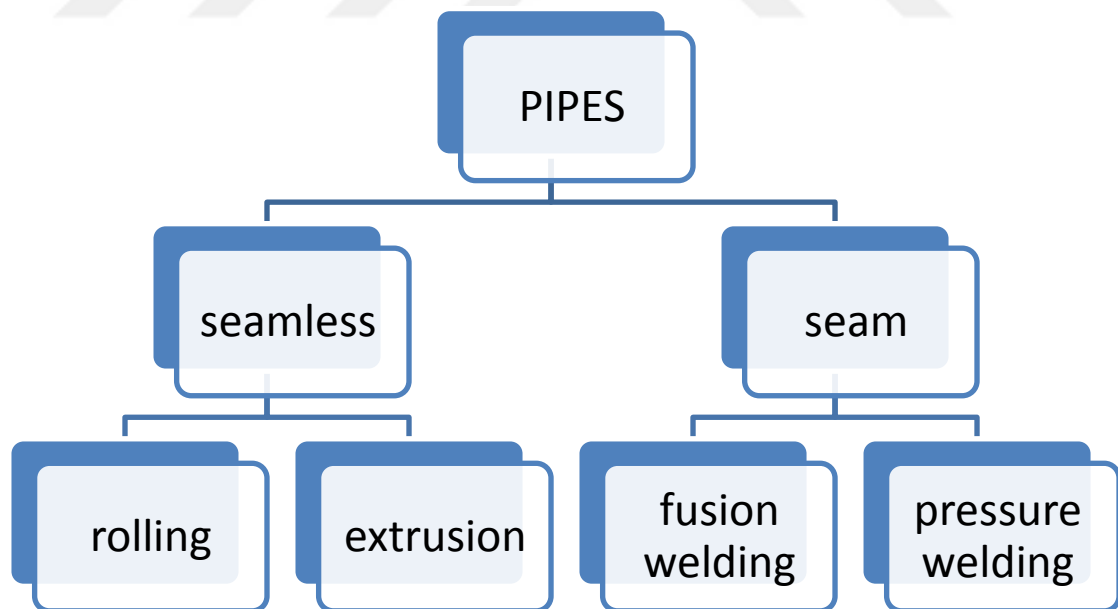 PIPES
seamless
seam
rolling
extrusion
fusion
welding
pressure
welding